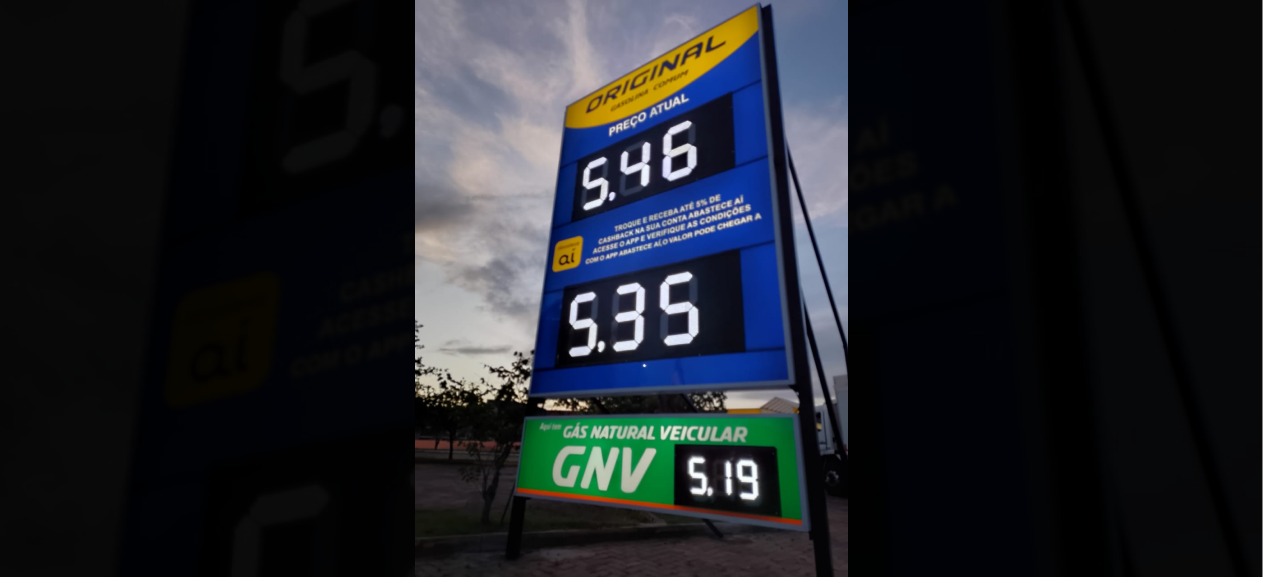 ORIGINAL
GASOLINA COMUM
PREÇO ATUAL
5.46
TROQUE E RECEBA ATÉ 5% DE
CASHBACK NA SUA CONTA ABASTECE AÍ
ACESSE O APP E VERIFIQUE AS CONDIÇÕES
COM O APP ABASTECE AÍ, O VALOR PODE CHEGAR A
aí
5.35
Aqui tem GÁS NATURAL VEICULAR
GNV 5.19